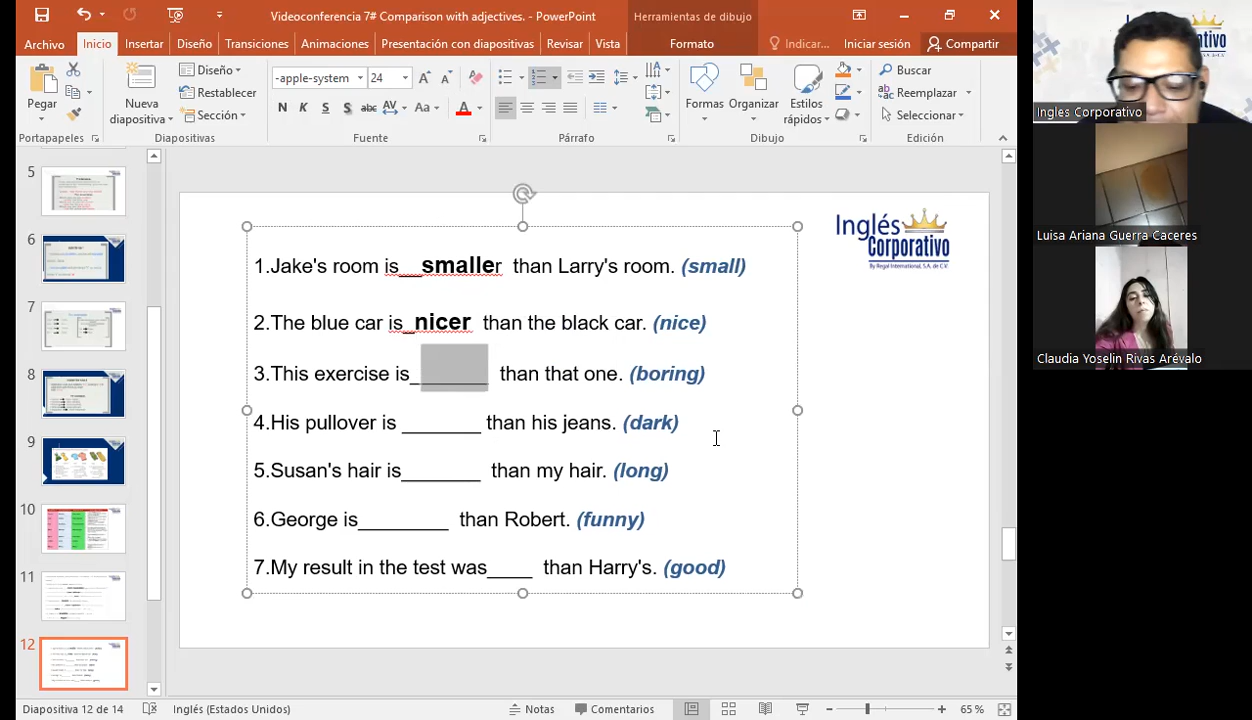 Videoconferencia 7# Comparison with adjectives. - PowerPoint
Herramientas de dibujo
Archivo Inicio Insertar Diseño Transiciones Animaciones Presentación con diapositivas Revisar Vista Formato Indicar... Iniciar sesión Compartir
Pegar
Nueva diapositiva
Diseño
Restablecer
Sección
-apple-system 24
N K S S abc AV Aa A
Formas
Organizar
Estilos rápidos
Buscar
Reemplazar
Seleccionar
Portapapeles Diapositivas Fuente Párrafo Dibujo Edición
5
6
7
8
9
10
11
12
Inglés
Corporativo
By Regal International, S.A. de C.V.
1.Jake's room is__smaller than Larry's room. (small)
2.The blue car is_nicer than the black car. (nice)
3.This exercise is_______ than that one. (boring)
4.His pullover is _______ than his jeans. (dark)
5.Susan's hair is_______ than my hair. (long)
6.George is________ than Robert. (funny)
7.My result in the test was____ than Harry's. (good)
Diapositiva 12 de 14 Inglés (Estados Unidos) Notas Comentarios 65 %
Ingles Corporativo
Luisa Ariana Guerra Caceres
Claudia Yoselin Rivas Arévalo